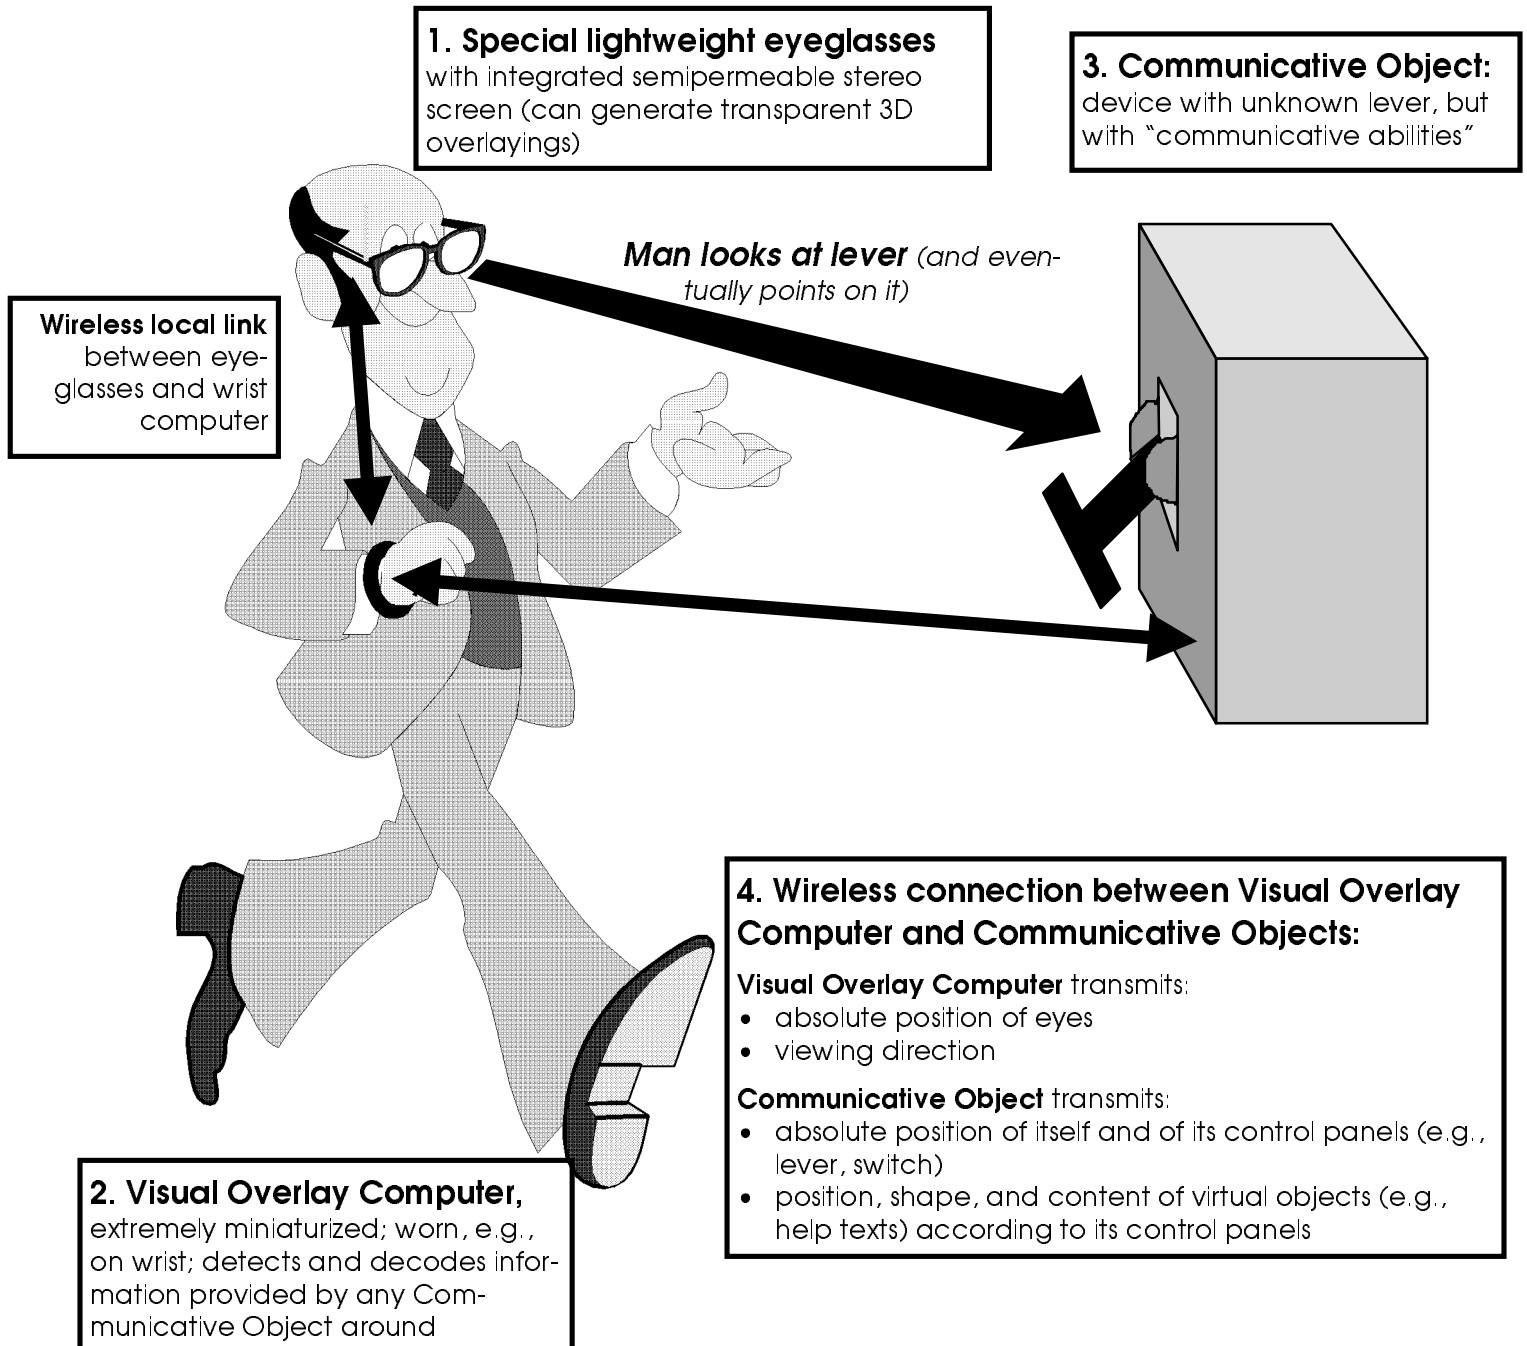 1. Special lightweight eyeglasses
with integrated semipermeable stereo
screen (can generate transparent 3D
overlayings)
3. Communicative Object:
device with unknown lever, but
with “communicative abilities”
Man looks at lever (and even-
tually points on it)
Wireless local link
between eye-
glasses and wrist
computer
4. Wireless connection between Visual Overlay
Computer and Communicative Objects:
Visual Overlay Computer transmits:
• absolute position of eyes
• viewing direction
Communicative Object transmits:
• absolute position of itself and of its control panels (e.g.,
lever, switch)
• position, shape, and content of virtual objects (e.g.,
help texts) according to its control panels
2. Visual Overlay Computer,
extremely miniaturized; worn, e.g.,
on wrist; detects and decodes infor-
mation provided by any Com-
municative Object around